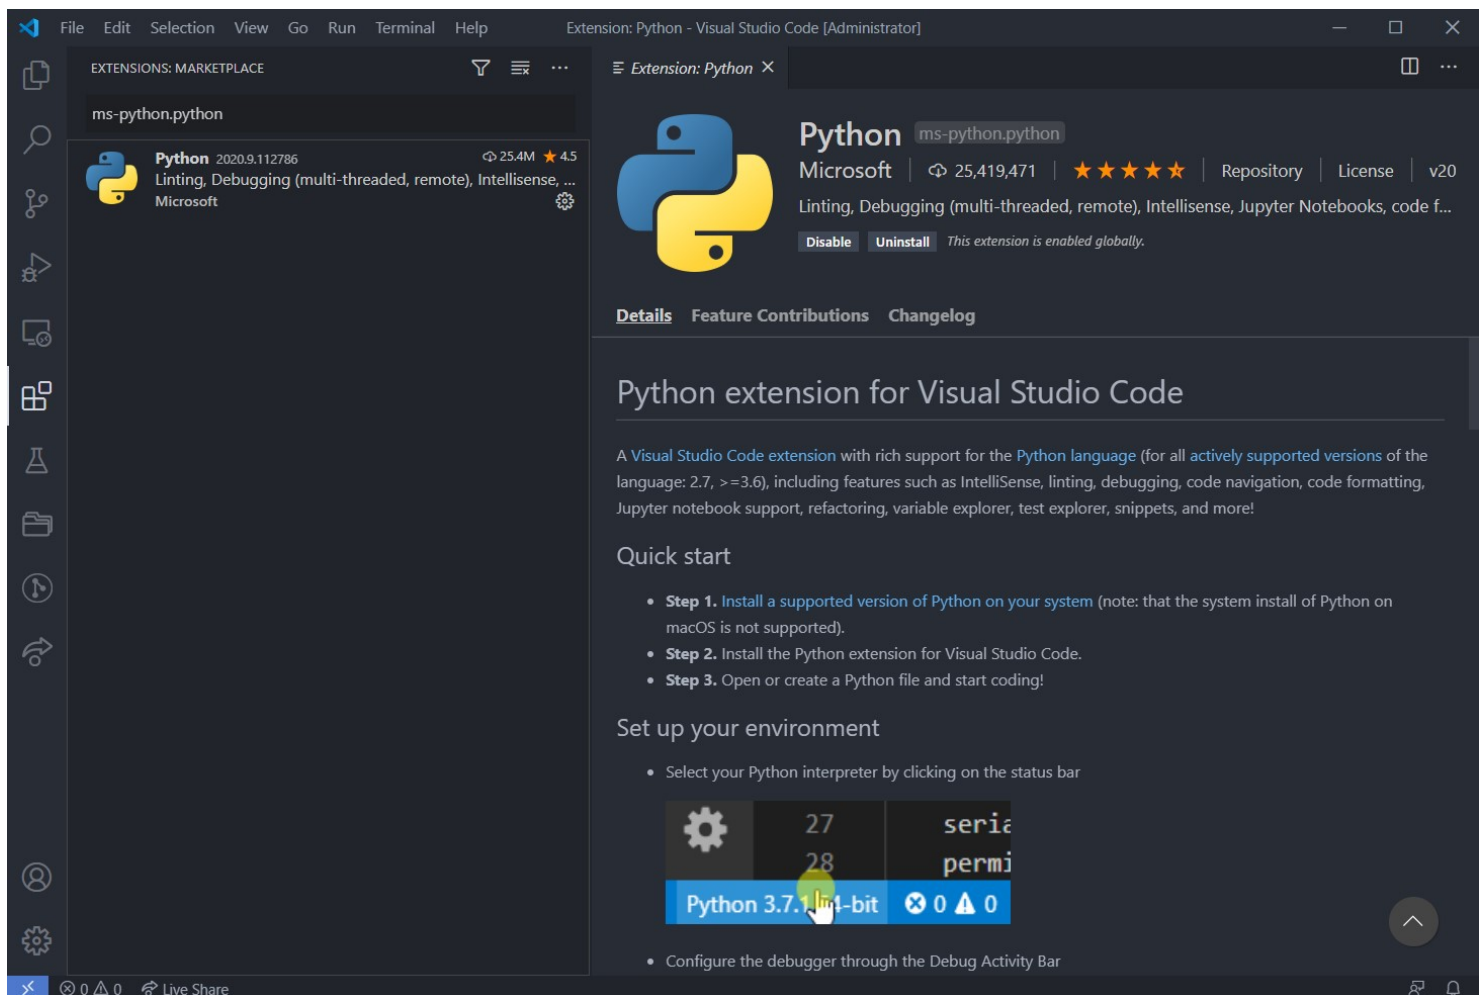 File Edit Selection View Go Run Terminal Help Extension: Python - Visual Studio Code [Administrator]
EXTENSIONS: MARKETPLACE
ms-python.python
Python 2020.9.112786 25.4M 4.5
Linting, Debugging (multi-threaded, remote), Intellisense, ...
Microsoft
Extension: Python
Python ms-python.python
Microsoft 25,419,471 Repository License v20
Linting, Debugging (multi-threaded, remote), Intellisense, Jupyter Notebooks, code f...
Disable Uninstall This extension is enabled globally.
Details Feature Contributions Changelog
Python extension for Visual Studio Code
A Visual Studio Code extension with rich support for the Python language (for all actively supported versions of the
language: 2.7, >=3.6), including features such as IntelliSense, linting, debugging, code navigation, code formatting,
Jupyter notebook support, refactoring, variable explorer, test explorer, snippets, and more!
Quick start
• Step 1. Install a supported version of Python on your system (note: that the system install of Python on
macOS is not supported).
• Step 2. Install the Python extension for Visual Studio Code.
• Step 3. Open or create a Python file and start coding!
Set up your environment
• Select your Python interpreter by clicking on the status bar
27 seria
28 permi
Python 3.7.1 4-bit 0 0
• Configure the debugger through the Debug Activity Bar
0 0 Live Share